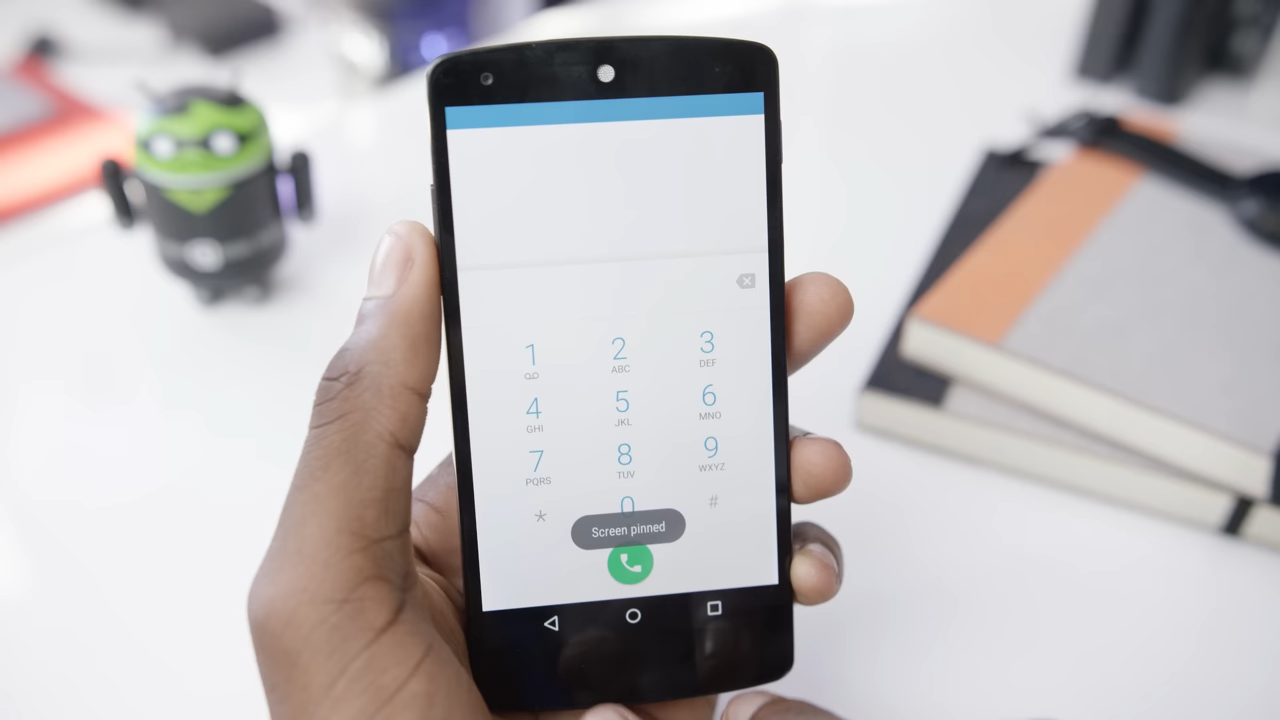 1 2 3
ABC DEF
4 5 6
GHI JKL MNO
7 8 9
PQRS TUV WXYZ
* 0 #
Screen pinned